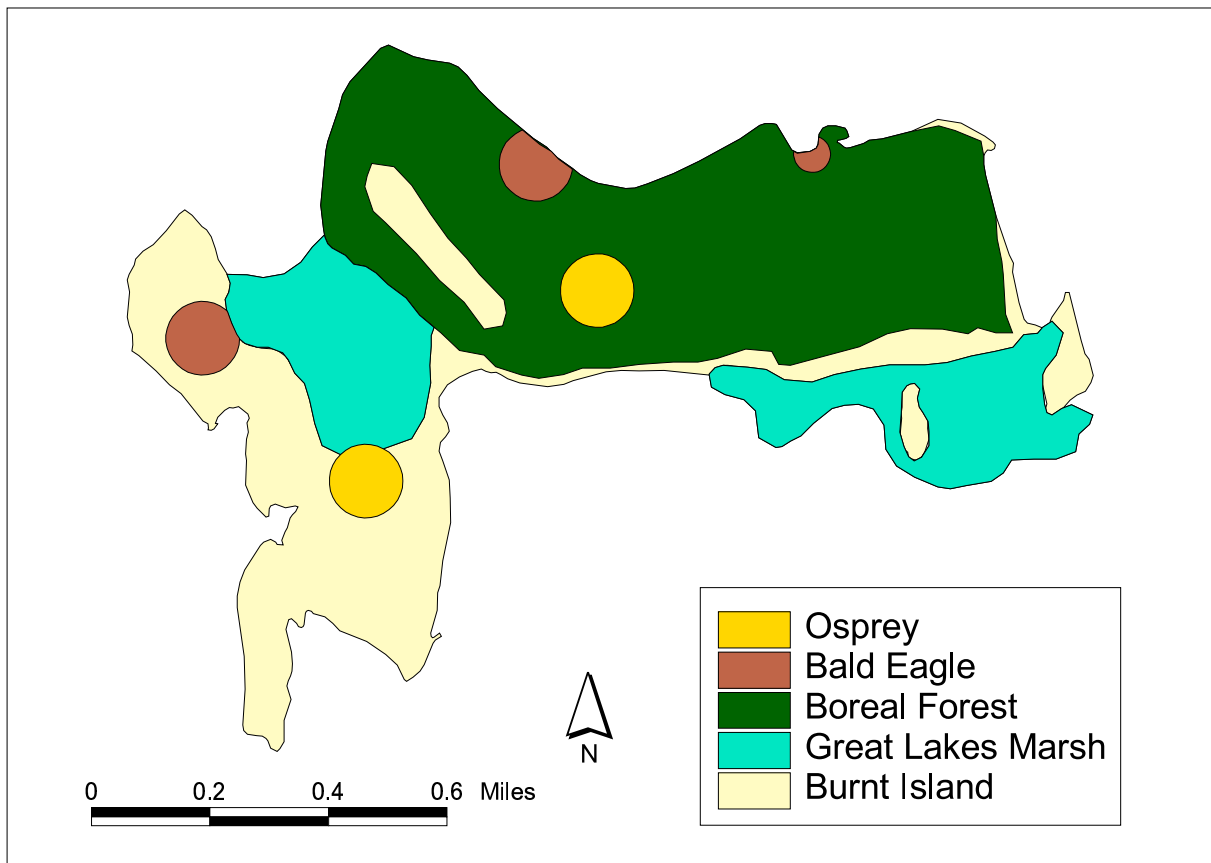 Osprey
Bald Eagle
Boreal Forest
Great Lakes Marsh
Burnt Island
N
0 0.2 0.4 0.6 Miles